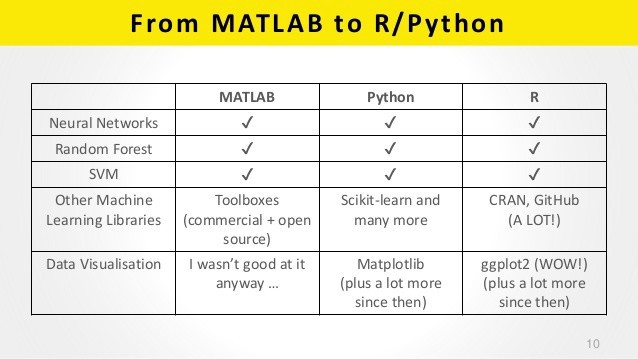 From MATLAB to R/Python
MATLAB Python R
Neural Networks ✓ ✓ ✓
Random Forest ✓ ✓ ✓
SVM ✓ ✓ ✓
Other Machine Toolboxes Scikit-learn and CRAN, GitHub
Learning Libraries (commercial + open many more (A LOT!)
source)
Data Visualisation I wasn't good at it Matplotlib ggplot2 (WOW!)
anyway … (plus a lot more (plus a lot more
since then) since then)
10